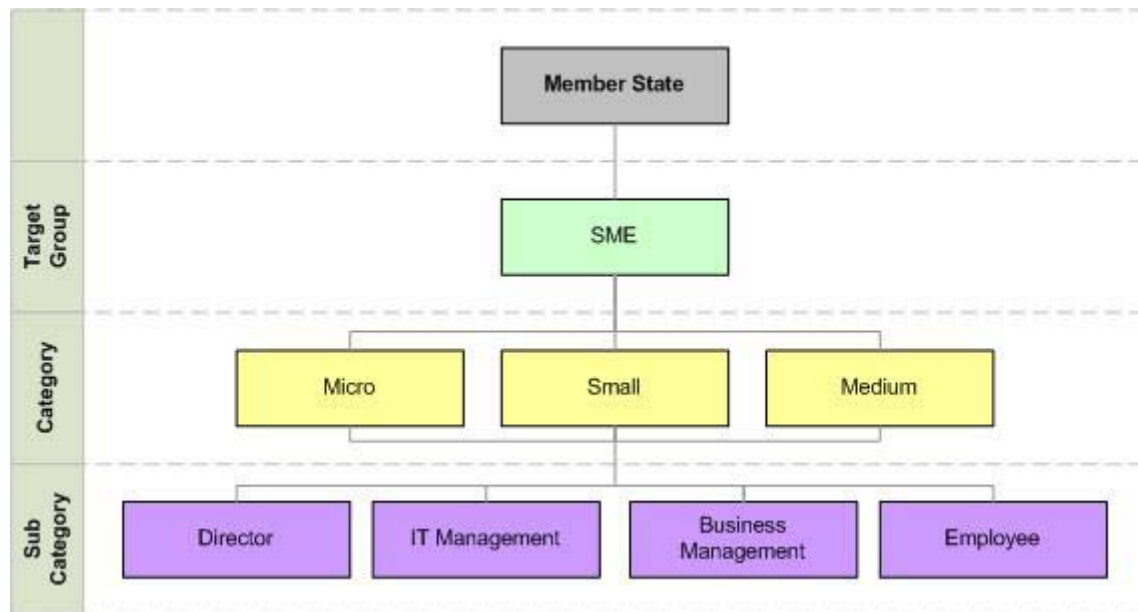 Member State
Target
Group
SME
Category
Micro
Small
Medium
Sub
Category
Director
IT Management
Business
Management
Employee